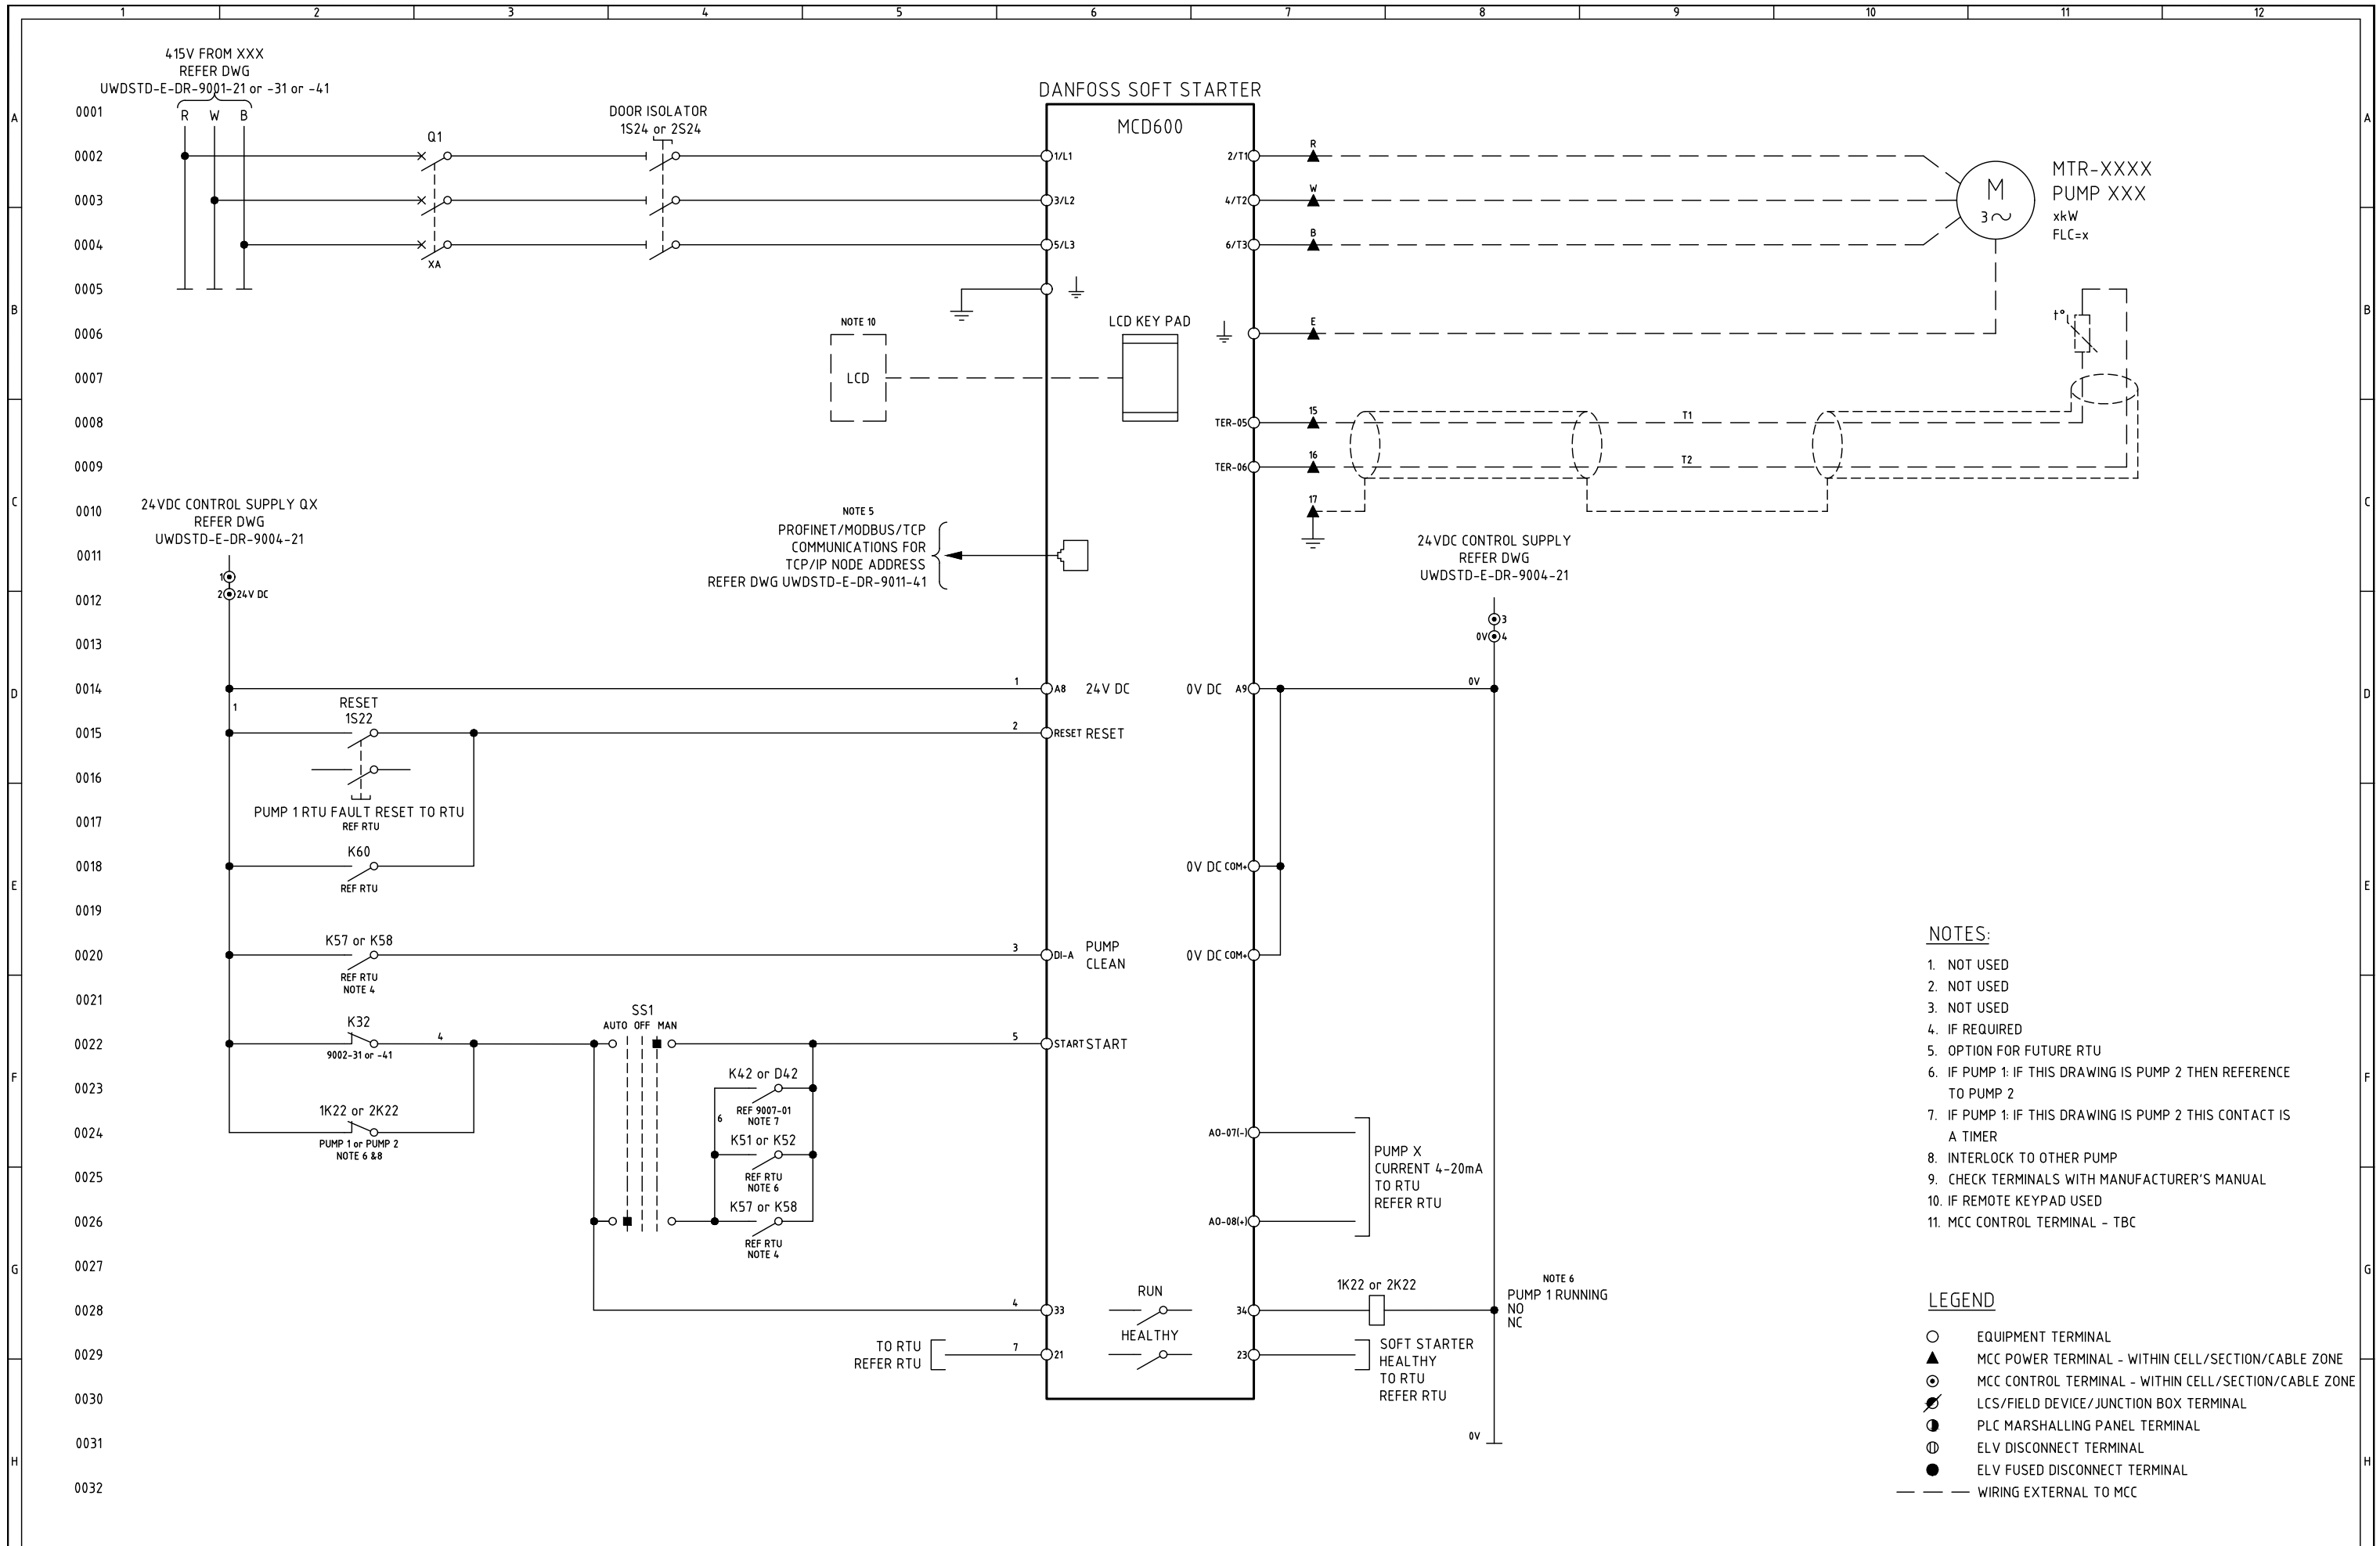 1 2 3 4 5 6 7 8 9 10 11 12
A
B
C
D
E
F
G
H
A
B
C
D
E
F
G
H
0001
0002
0003
0004
0005
0006
0007
0008
0009
0010
0011
0012
0013
0014
0015
0016
0017
0018
0019
0020
0021
0022
0023
0024
0025
0026
0027
0028
0029
0030
0031
0032
415V FROM XXX
REFER DWG
UWDSTD-E-DR-9001-21 or -31 or -41
R W B
Q1
XA
DOOR ISOLATOR
1S24 or 2S24
DANFOSS SOFT STARTER
MCD600
1/L1
3/L2
5/L3
2/T1
4/T2
6/T3
R
W
B
E
M
3
MTR-XXXX
PUMP XXX
xkW
FLC=x
t°
NOTE 10
LCD
LCD KEY PAD
TER-05
TER-06
15
16
17
T1
T2
24VDC CONTROL SUPPLY QX
REFER DWG
UWDSTD-E-DR-9004-21
1
2
24V DC
NOTE 5
PROFINET/MODBUS/TCP
COMMUNICATIONS FOR
TCP/IP NODE ADDRESS
REFER DWG UWDSTD-E-DR-9011-41
24VDC CONTROL SUPPLY
REFER DWG
UWDSTD-E-DR-9004-21
3
0V 4
1
1 A8 24V DC
0V DC A9
0V
RESET
1S22
2 RESET RESET
PUMP 1 RTU FAULT RESET TO RTU
REF RTU
K60
REF RTU
0V DC COM+
K57 or K58
REF RTU
NOTE 4
3 DI-A PUMP
CLEAN
0V DC COM+
K32
9002-31 or -41
4
SS1
AUTO OFF MAN
5 START START
K42 or D42
REF 9007-01
NOTE 7
6
1K22 or 2K22
PUMP 1 or PUMP 2
NOTE 6 &8
K51 or K52
REF RTU
NOTE 6
K57 or K58
REF RTU
NOTE 4
AO-07(-)
AO-08(+)
PUMP X
CURRENT 4-20mA
TO RTU
REFER RTU
4 33
RUN
34
1K22 or 2K22
NOTE 6
PUMP 1 RUNNING
NO
NC
TO RTU
REFER RTU
7 21
HEALTHY
23
SOFT STARTER
HEALTHY
TO RTU
REFER RTU
0V
NOTES:
1. NOT USED
2. NOT USED
3. NOT USED
4. IF REQUIRED
5. OPTION FOR FUTURE RTU
6. IF PUMP 1: IF THIS DRAWING IS PUMP 2 THEN REFERENCE
TO PUMP 2
7. IF PUMP 1: IF THIS DRAWING IS PUMP 2 THIS CONTACT IS
A TIMER
8. INTERLOCK TO OTHER PUMP
9. CHECK TERMINALS WITH MANUFACTURER'S MANUAL
10. IF REMOTE KEYPAD USED
11. MCC CONTROL TERMINAL - TBC
LEGEND
EQUIPMENT TERMINAL
MCC POWER TERMINAL - WITHIN CELL/SECTION/CABLE ZONE
MCC CONTROL TERMINAL - WITHIN CELL/SECTION/CABLE ZONE
LCS/FIELD DEVICE/JUNCTION BOX TERMINAL
PLC MARSHALLING PANEL TERMINAL
ELV DISCONNECT TERMINAL
ELV FUSED DISCONNECT TERMINAL
WIRING EXTERNAL TO MCC